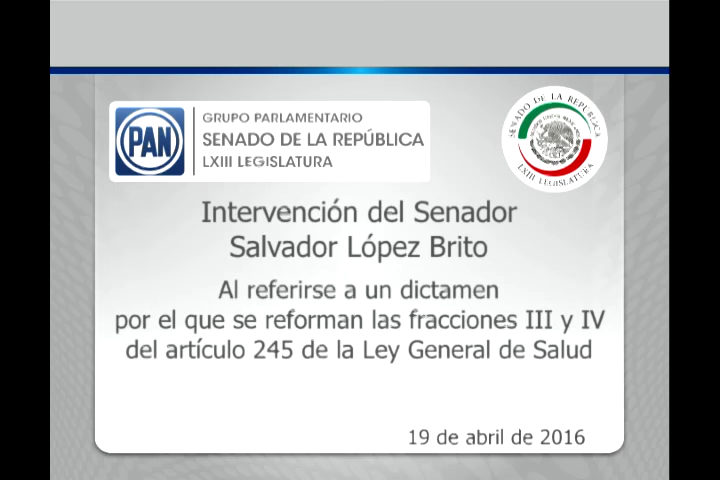 PAN
GRUPO PARLAMENTARIO
SENADO DE LA REPÚBLICA
LXIII LEGISLATURA
SENADO DE LA REPÚBLICA
LXIII LEGISLATURA
Intervención del Senador
Salvador López Brito
Al referirse a un dictamen
por el que se reforman las fracciones III y IV
del artículo 245 de la Ley General de Salud
19 de abril de 2016